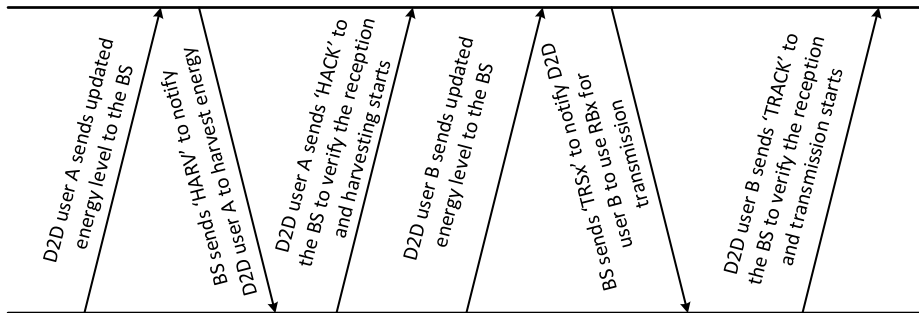 D2D user A sends updated
energy level to the BS
BS sends 'HARV' to notify
D2D user A to harvest energy
D2D user A sends 'HACK' to
the BS to verify the reception
and harvesting starts
D2D user B sends updated
energy level to the BS
BS sends 'TRSx' to notify D2D
user B to use RBx for
transmission
D2D user B sends 'TRACK' to
the BS to verify the reception
and transmission starts